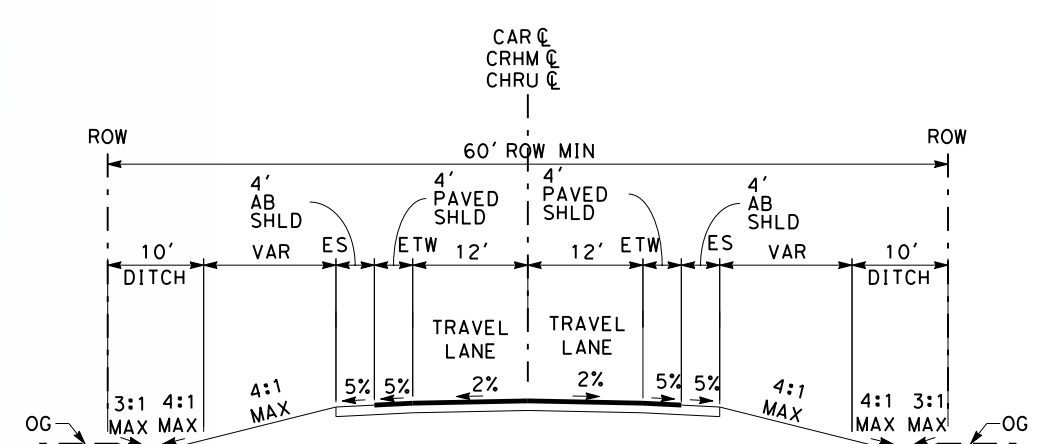 CAR ℄
CRHM ℄
CHRU ℄
ROW
ROW
60' ROW MIN
4'
AB
SHLD
4'
PAVED
SHLD
4'
PAVED
SHLD
4'
AB
SHLD
10'
DITCH
VAR
ES
ETW
12'
12'
ETW
ES
VAR
10'
DITCH
TRAVEL
LANE
TRAVEL
LANE
3:1
MAX
4:1
MAX
4:1
MAX
5%
5%
2%
2%
5%
5%
4:1
MAX
4:1
MAX
3:1
MAX
OG
OG